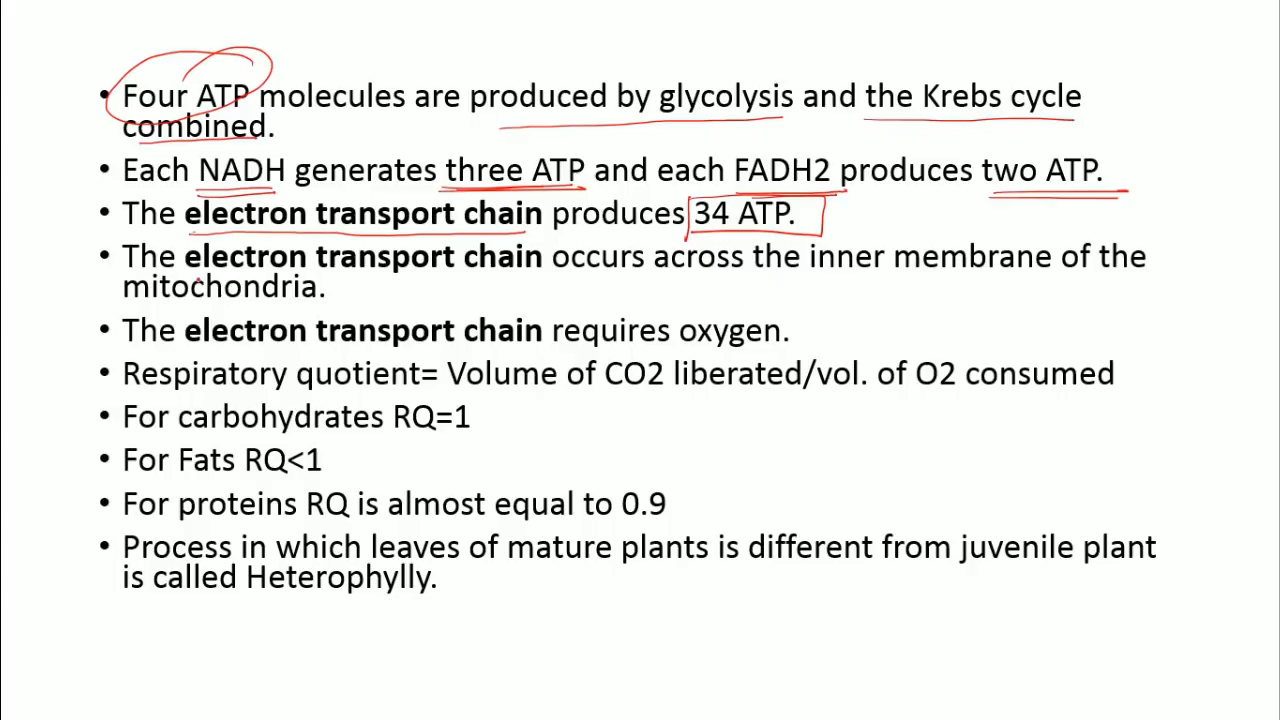 • Four ATP molecules are produced by glycolysis and the Krebs cycle
combined.
• Each NADH generates three ATP and each FADH2 produces two ATP.
• The electron transport chain produces 34 ATP.
• The electron transport chain occurs across the inner membrane of the
mitochondria.
• The electron transport chain requires oxygen.
• Respiratory quotient= Volume of CO2 liberated/vol. of O2 consumed
• For carbohydrates RQ=1
• For Fats RQ<1
• For proteins RQ is almost equal to 0.9
• Process in which leaves of mature plants is different from juvenile plant
is called Heterophylly.